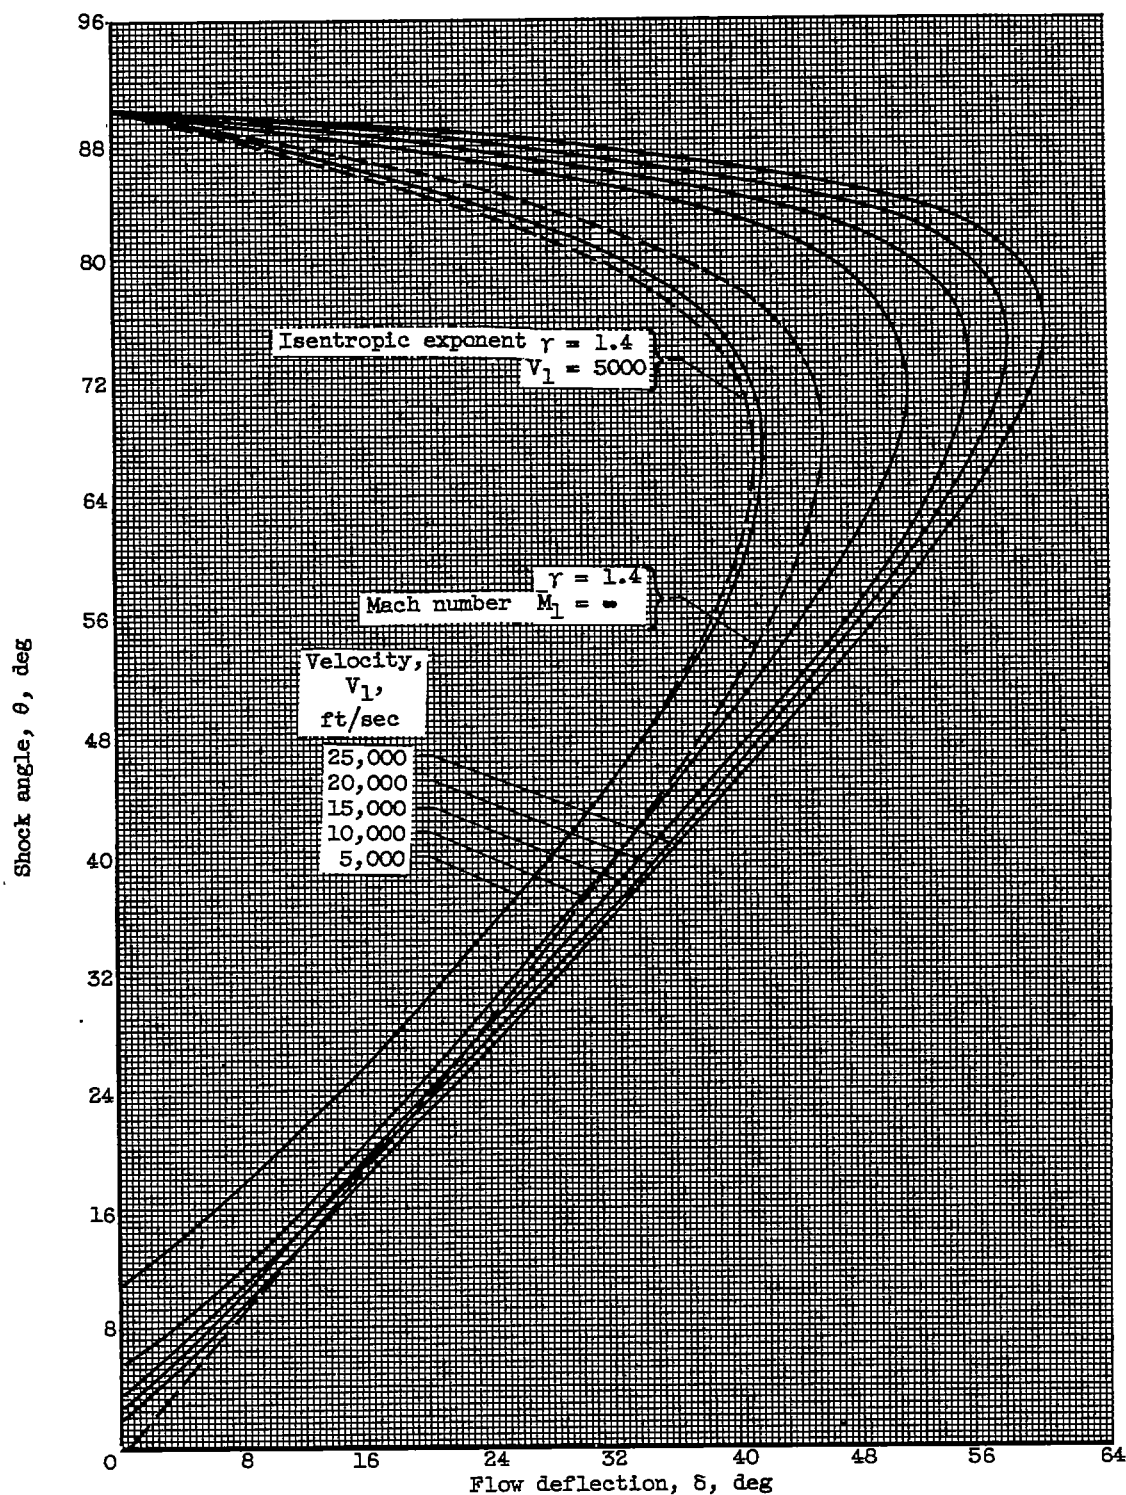 96
88
80
72
64
56
48
40
32
24
16
8
0
Shock angle, θ, deg
Isentropic exponent γ = 1.4
V1 = 5000
γ = 1.4
Mach number M1 = ∞
Velocity,
V1,
ft/sec
25,000
20,000
15,000
10,000
5,000
0 8 16 24 32 40 48 56 64
Flow deflection, δ, deg